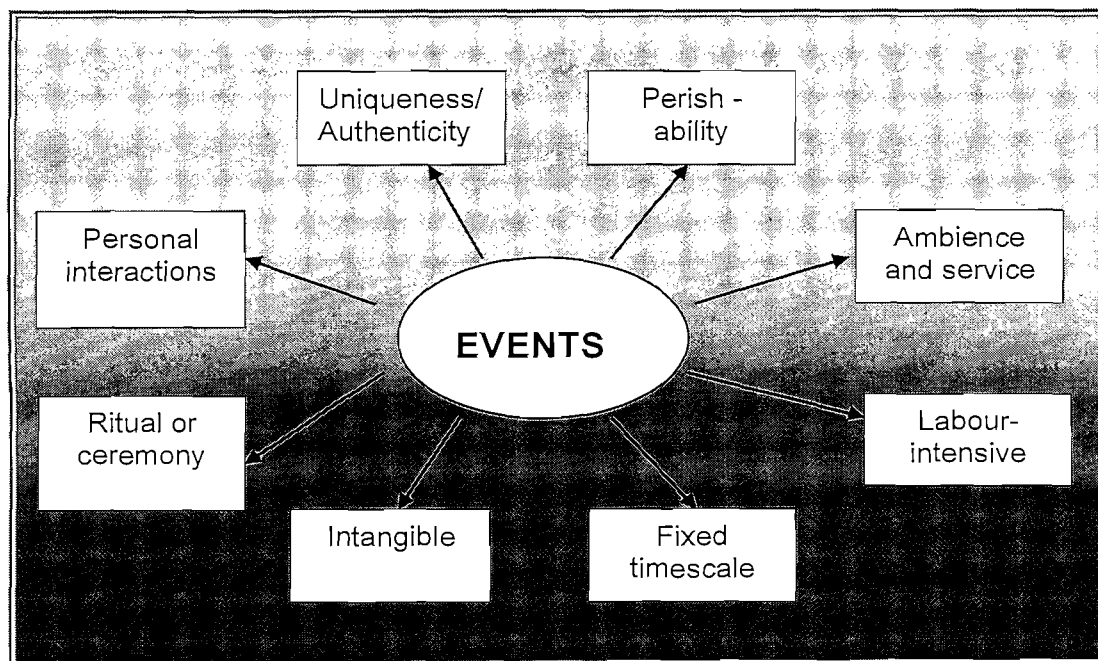 Uniqueness/
Authenticity
Perish -
ability
Personal
interactions
Ambience
and service
EVENTS
Ritual or
ceremony
Labour-
intensive
Intangible
Fixed
timescale